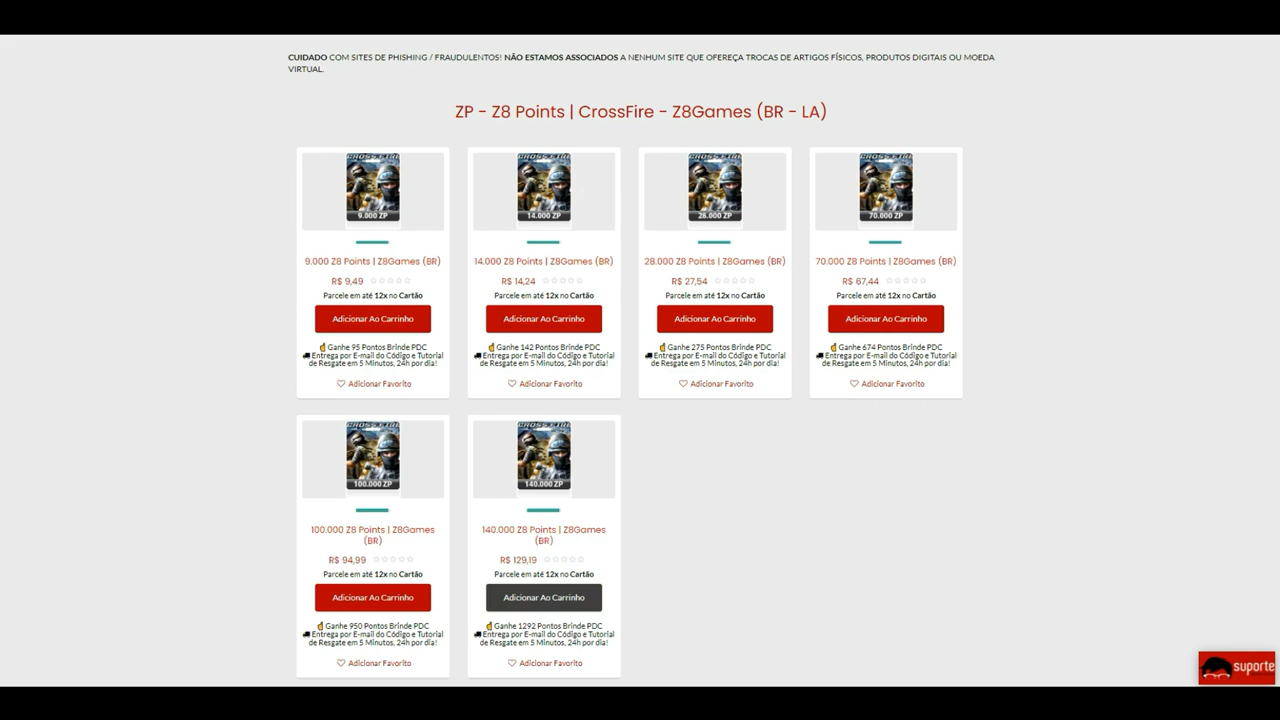 CUIDADO COM SITES DE PHISHING / FRAUDULENTOS! NÃO ESTAMOS ASSOCIADOS A NENHUM SITE QUE OFEREÇA TROCAS DE ARTIGOS FÍSICOS, PRODUTOS DIGITAIS OU MOEDA
VIRTUAL.
ZP - Z8 Points | CrossFire - Z8Games (BR - LA)
CROSS FIRE
9.000 ZP
9.000 Z8 Points | Z8Games (BR)
R$ 9,49
Parcele em até 12x no Cartão
Adicionar Ao Carrinho
Ganhe 95 Pontos Brinde PDC
Entrega por E-mail do Código e Tutorial
de Resgate em 5 Minutos, 24h por dia!
Adicionar Favorito
CROSS FIRE
14.000 ZP
14.000 Z8 Points | Z8Games (BR)
R$ 14,24
Parcele em até 12x no Cartão
Adicionar Ao Carrinho
Ganhe 142 Pontos Brinde PDC
Entrega por E-mail do Código e Tutorial
de Resgate em 5 Minutos, 24h por dia!
Adicionar Favorito
CROSS FIRE
28.000 ZP
28.000 Z8 Points | Z8Games (BR)
R$ 27,54
Parcele em até 12x no Cartão
Adicionar Ao Carrinho
Ganhe 275 Pontos Brinde PDC
Entrega por E-mail do Código e Tutorial
de Resgate em 5 Minutos, 24h por dia!
Adicionar Favorito
CROSS FIRE
70.000 ZP
70.000 Z8 Points | Z8Games (BR)
R$ 67,44
Parcele em até 12x no Cartão
Adicionar Ao Carrinho
Ganhe 674 Pontos Brinde PDC
Entrega por E-mail do Código e Tutorial
de Resgate em 5 Minutos, 24h por dia!
Adicionar Favorito
CROSS FIRE
100.000 ZP
100.000 Z8 Points | Z8Games
(BR)
R$ 94,99
Parcele em até 12x no Cartão
Adicionar Ao Carrinho
Ganhe 950 Pontos Brinde PDC
Entrega por E-mail do Código e Tutorial
de Resgate em 5 Minutos, 24h por dia!
Adicionar Favorito
CROSS FIRE
140.000 ZP
140.000 Z8 Points | Z8Games
(BR)
R$ 129,19
Parcele em até 12x no Cartão
Adicionar Ao Carrinho
Ganhe 1292 Pontos Brinde PDC
Entrega por E-mail do Código e Tutorial
de Resgate em 5 Minutos, 24h por dia!
Adicionar Favorito
suporte